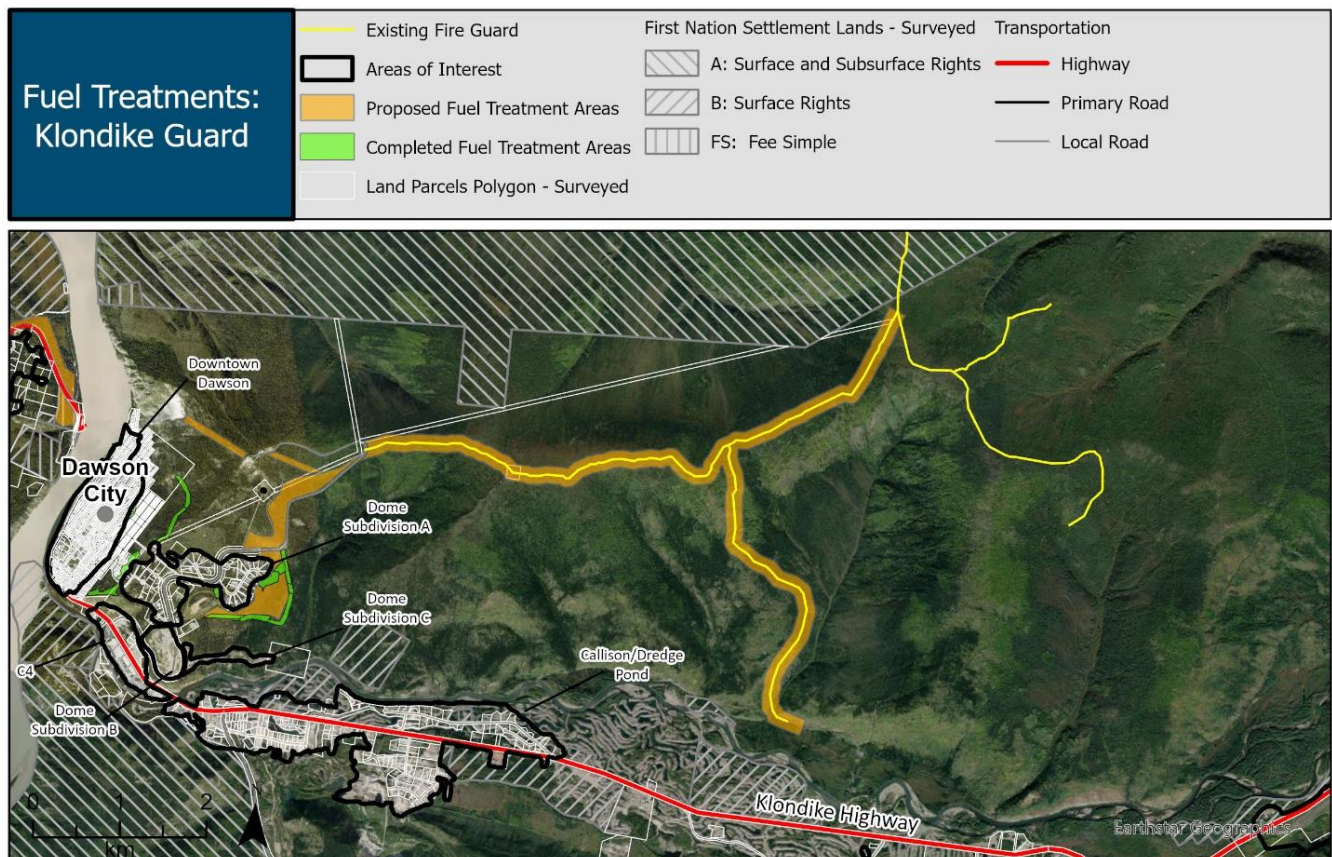 Fuel Treatments:
Klondike Guard
Existing Fire Guard
Areas of Interest
Proposed Fuel Treatment Areas
Completed Fuel Treatment Areas
Land Parcels Polygon - Surveyed
First Nation Settlement Lands - Surveyed
A: Surface and Subsurface Rights
B: Surface Rights
FS: Fee Simple
Transportation
Highway
Primary Road
Local Road
Downtown
Dawson
Dawson
City
Dome
Subdivision A
Dome
Subdivision C
C4
Dome
Subdivision B
Callison/Dredge
Pond
Klondike Highway
0 1 2
km
Earthstar Geographics